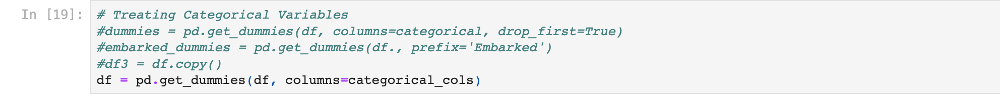 In [19]: # Treating Categorical Variables
#dummies = pd.get_dummies(df, columns=categorical, drop_first=True)
#embarked_dummies = pd.get_dummies(df., prefix='Embarked')
#df3 = df.copy()
df = pd.get_dummies(df, columns=categorical_cols)